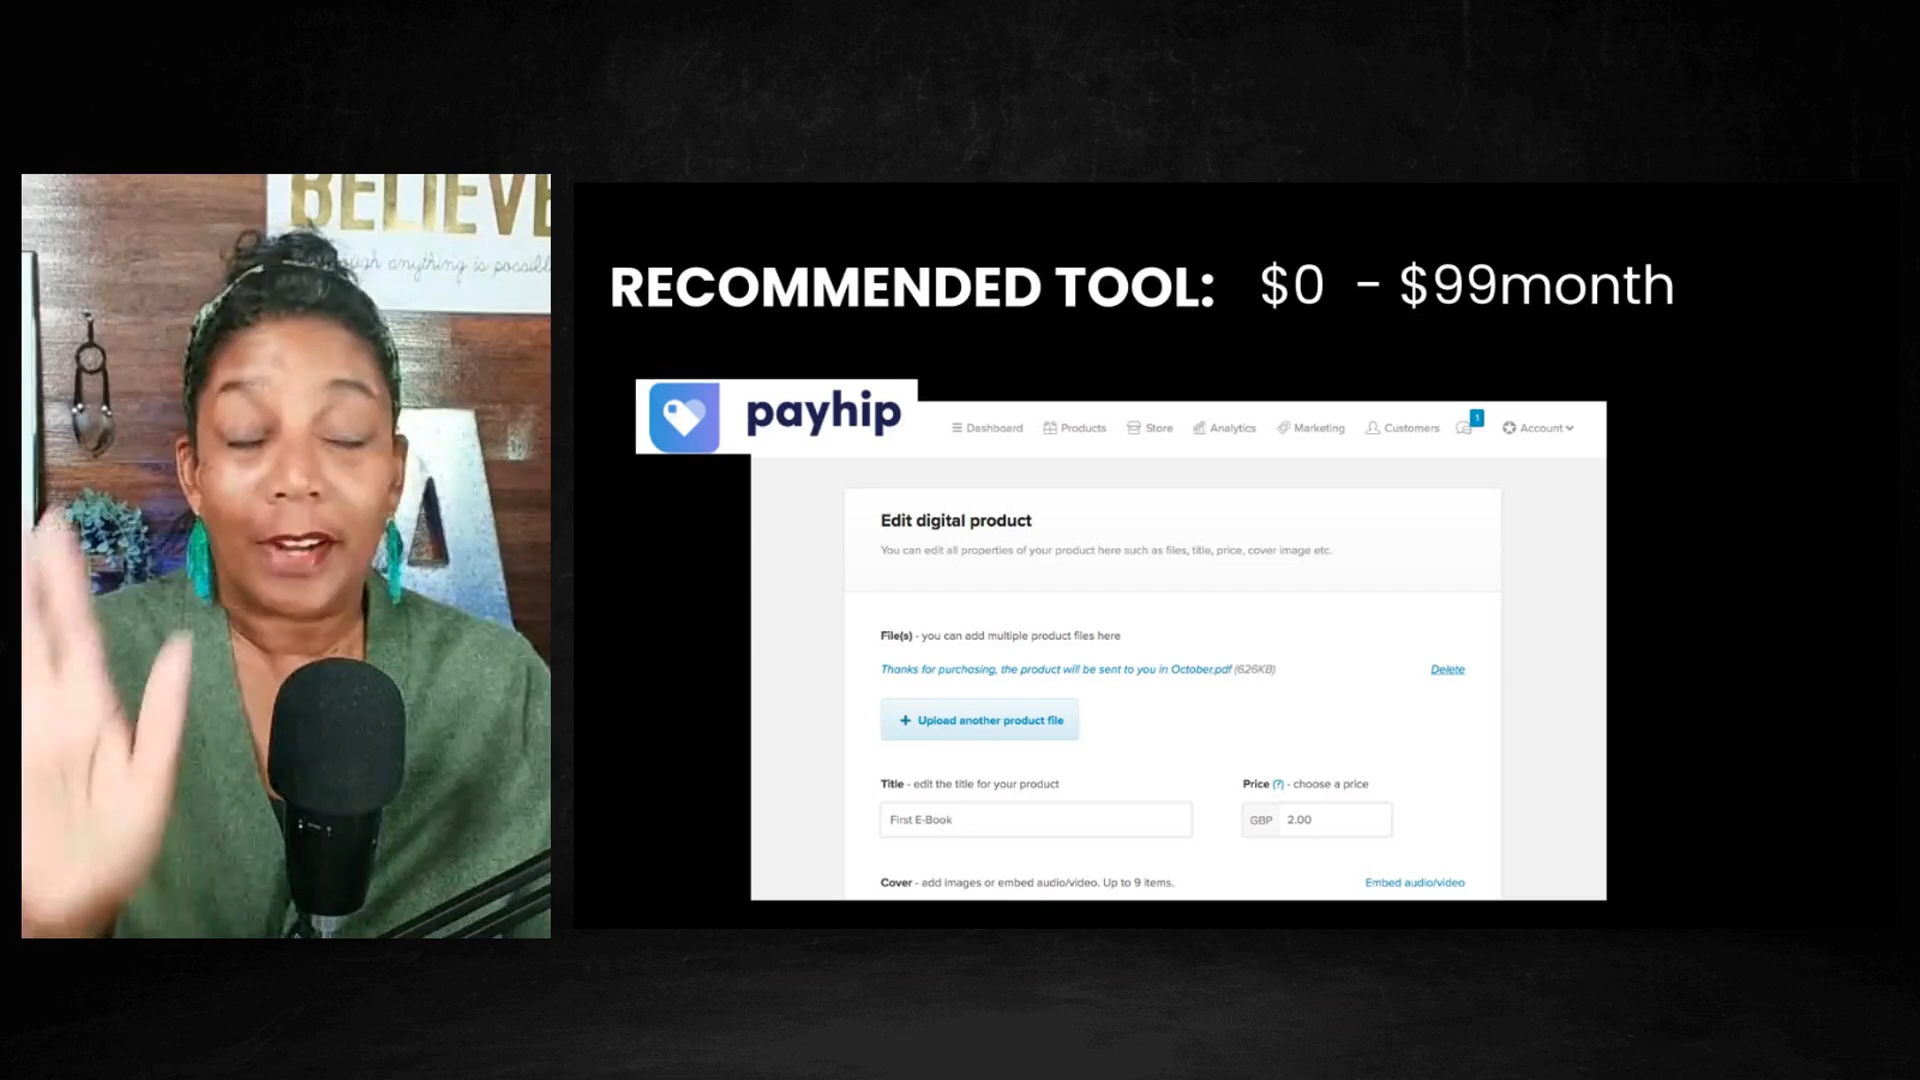 BELIEVE
anything is possibl
RECOMMENDED TOOL: $0 - $99month
payhip
Dashboard Products Store Analytics Marketing Customers 1 Account
Edit digital product
You can edit all properties of your product here such as files, title, price, cover image etc.
File(s) - you can add multiple product files here
Thanks for purchasing, the product will be sent to you in October.pdf (626KB) Delete
+ Upload another product file
Title - edit the title for your product Price (?) - choose a price
First E-Book GBP 2.00
Cover - add images or embed audio/video. Up to 9 items. Embed audio/video
A